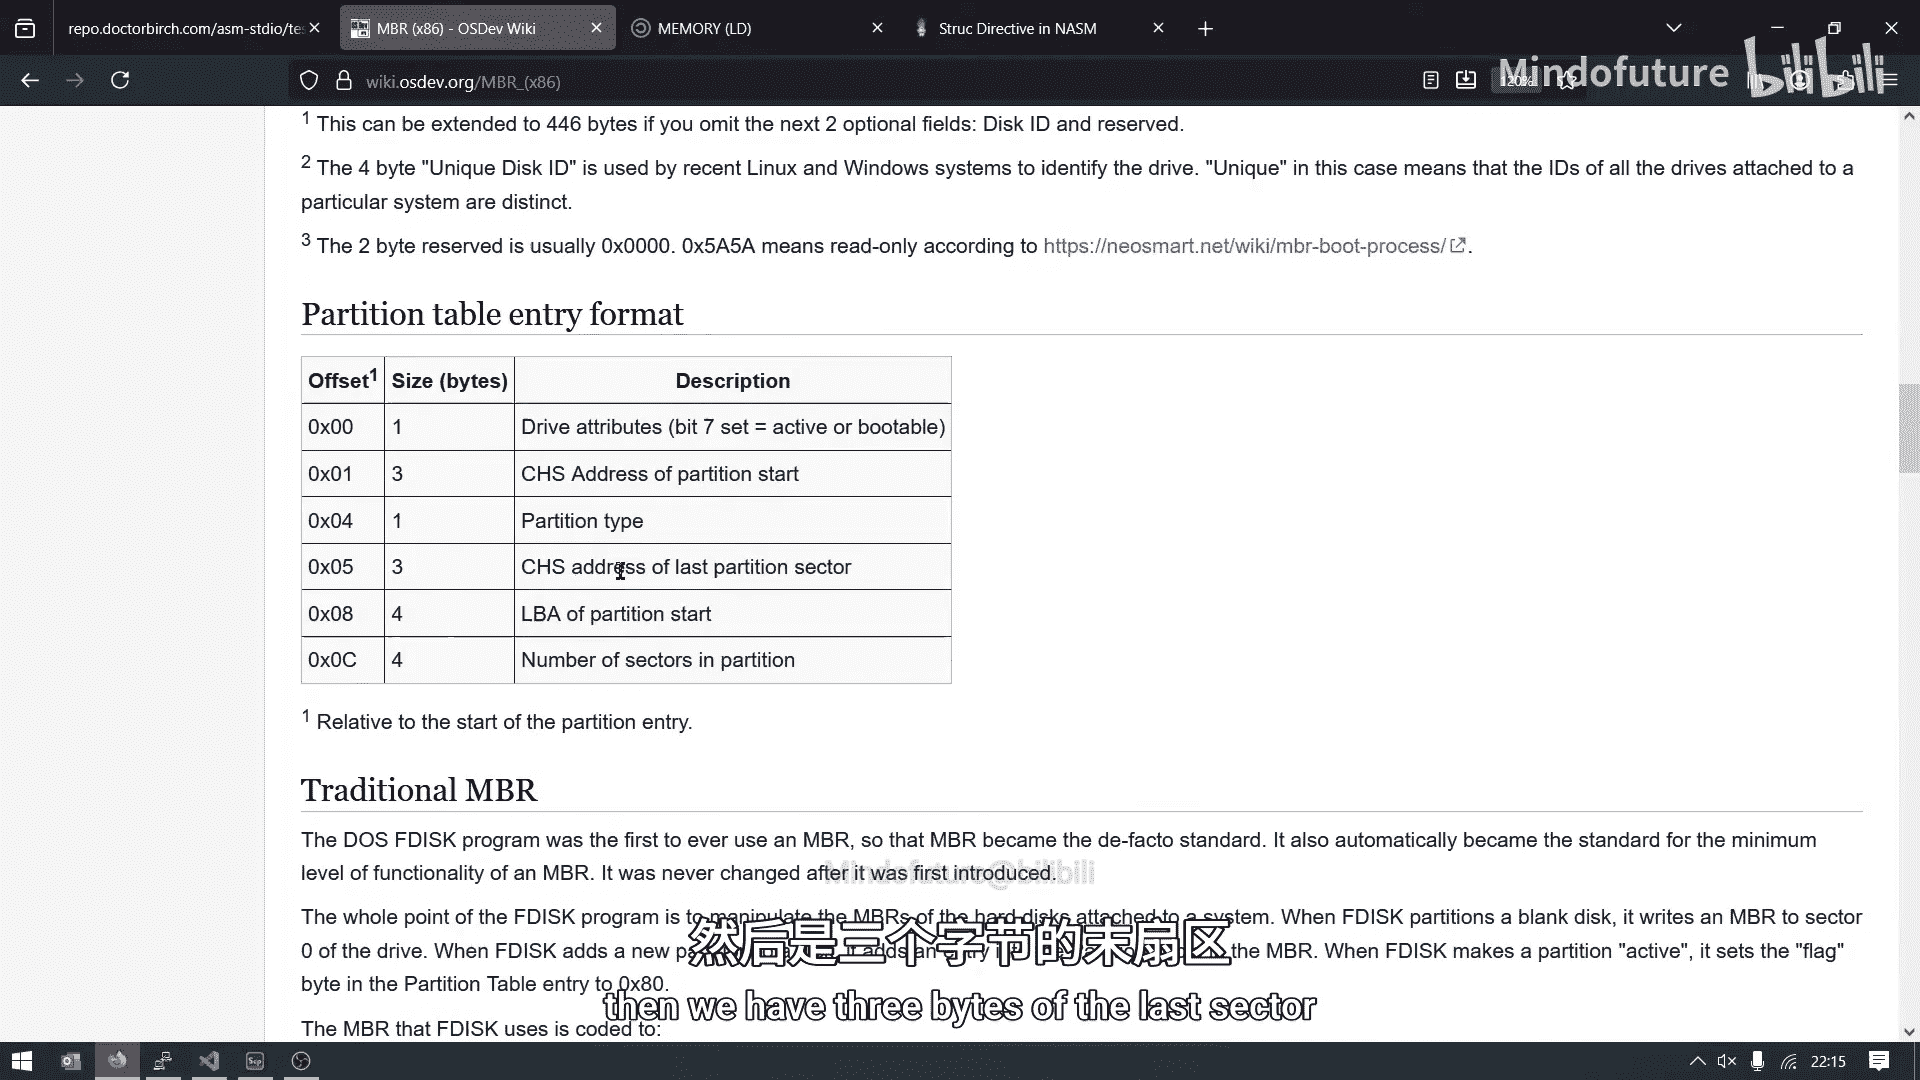 repo.doctorbirch.com/asm-stdio/te
MBR (x86) - OSDev Wiki
MEMORY (LD)
Struc Directive in NASM
wiki.osdev.org/MBR_(x86)
120%
Mindofuture bilibili
1 This can be extended to 446 bytes if you omit the next 2 optional fields: Disk ID and reserved.
2 The 4 byte "Unique Disk ID" is used by recent Linux and Windows systems to identify the drive. "Unique" in this case means that the IDs of all the drives attached to a
particular system are distinct.
3 The 2 byte reserved is usually 0x0000. 0x5A5A means read-only according to https://neosmart.net/wiki/mbr-boot-process/.
Partition table entry format
Offset1 Size (bytes) Description
0x00 1 Drive attributes (bit 7 set = active or bootable)
0x01 3 CHS Address of partition start
0x04 1 Partition type
0x05 3 CHS address of last partition sector
0x08 4 LBA of partition start
0x0C 4 Number of sectors in partition
1 Relative to the start of the partition entry.
Traditional MBR
The DOS FDISK program was the first to ever use an MBR, so that MBR became the de-facto standard. It also automatically became the standard for the minimum
level of functionality of an MBR. It was never changed after it was first introduced.
Mindofuture@bilibili
The whole point of the FDISK program is to manipulate the MBRs of the hard disks attached to a system. When FDISK partitions a blank disk, it writes an MBR to sector
0 of the drive. When FDISK adds a new adds an the MBR. When FDISK makes a partition "active", it sets the "flag"
byte in the Partition Table entry to 0x80.
然后是三个字节的末扇区
then we have three bytes of the last sector
The MBR that FDISK uses is coded to:
22:15